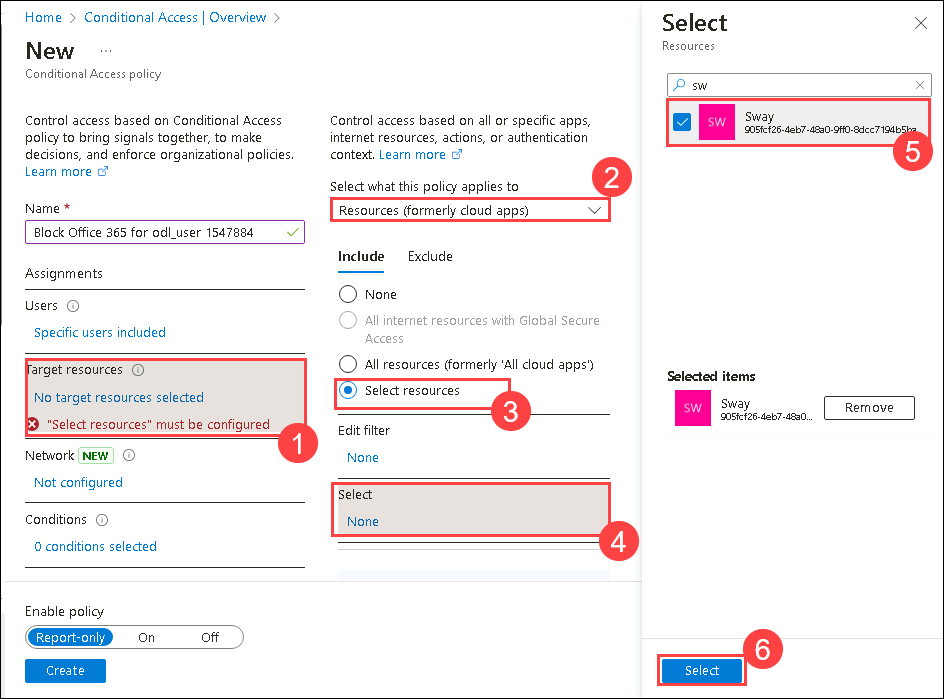 Home > Conditional Access | Overview >
New ...
Conditional Access policy
Control access based on Conditional Access
policy to bring signals together, to make
decisions, and enforce organizational policies.
Learn more
Name *
Block Office 365 for odl_user 1547884
Assignments
Users
Specific users included
Target resources
No target resources selected
"Select resources" must be configured
1
Network NEW
Not configured
Conditions
0 conditions selected
Control access based on all or specific apps,
internet resources, actions, or authentication
context. Learn more
Select what this policy applies to
2
Resources (formerly cloud apps)
Include Exclude
None
All internet resources with Global Secure
Access
All resources (formerly 'All cloud apps')
Select resources
3
Edit filter
None
Select
None
4
Enable policy
Report-only On Off
Create
Select
Resources
sw
SW
Sway
905fcf26-4eb7-48a0-9ff0-8dcc7194b5ba
5
Selected items
SW
Sway
905fcf26-4eb7-48a0...
Remove
6
Select